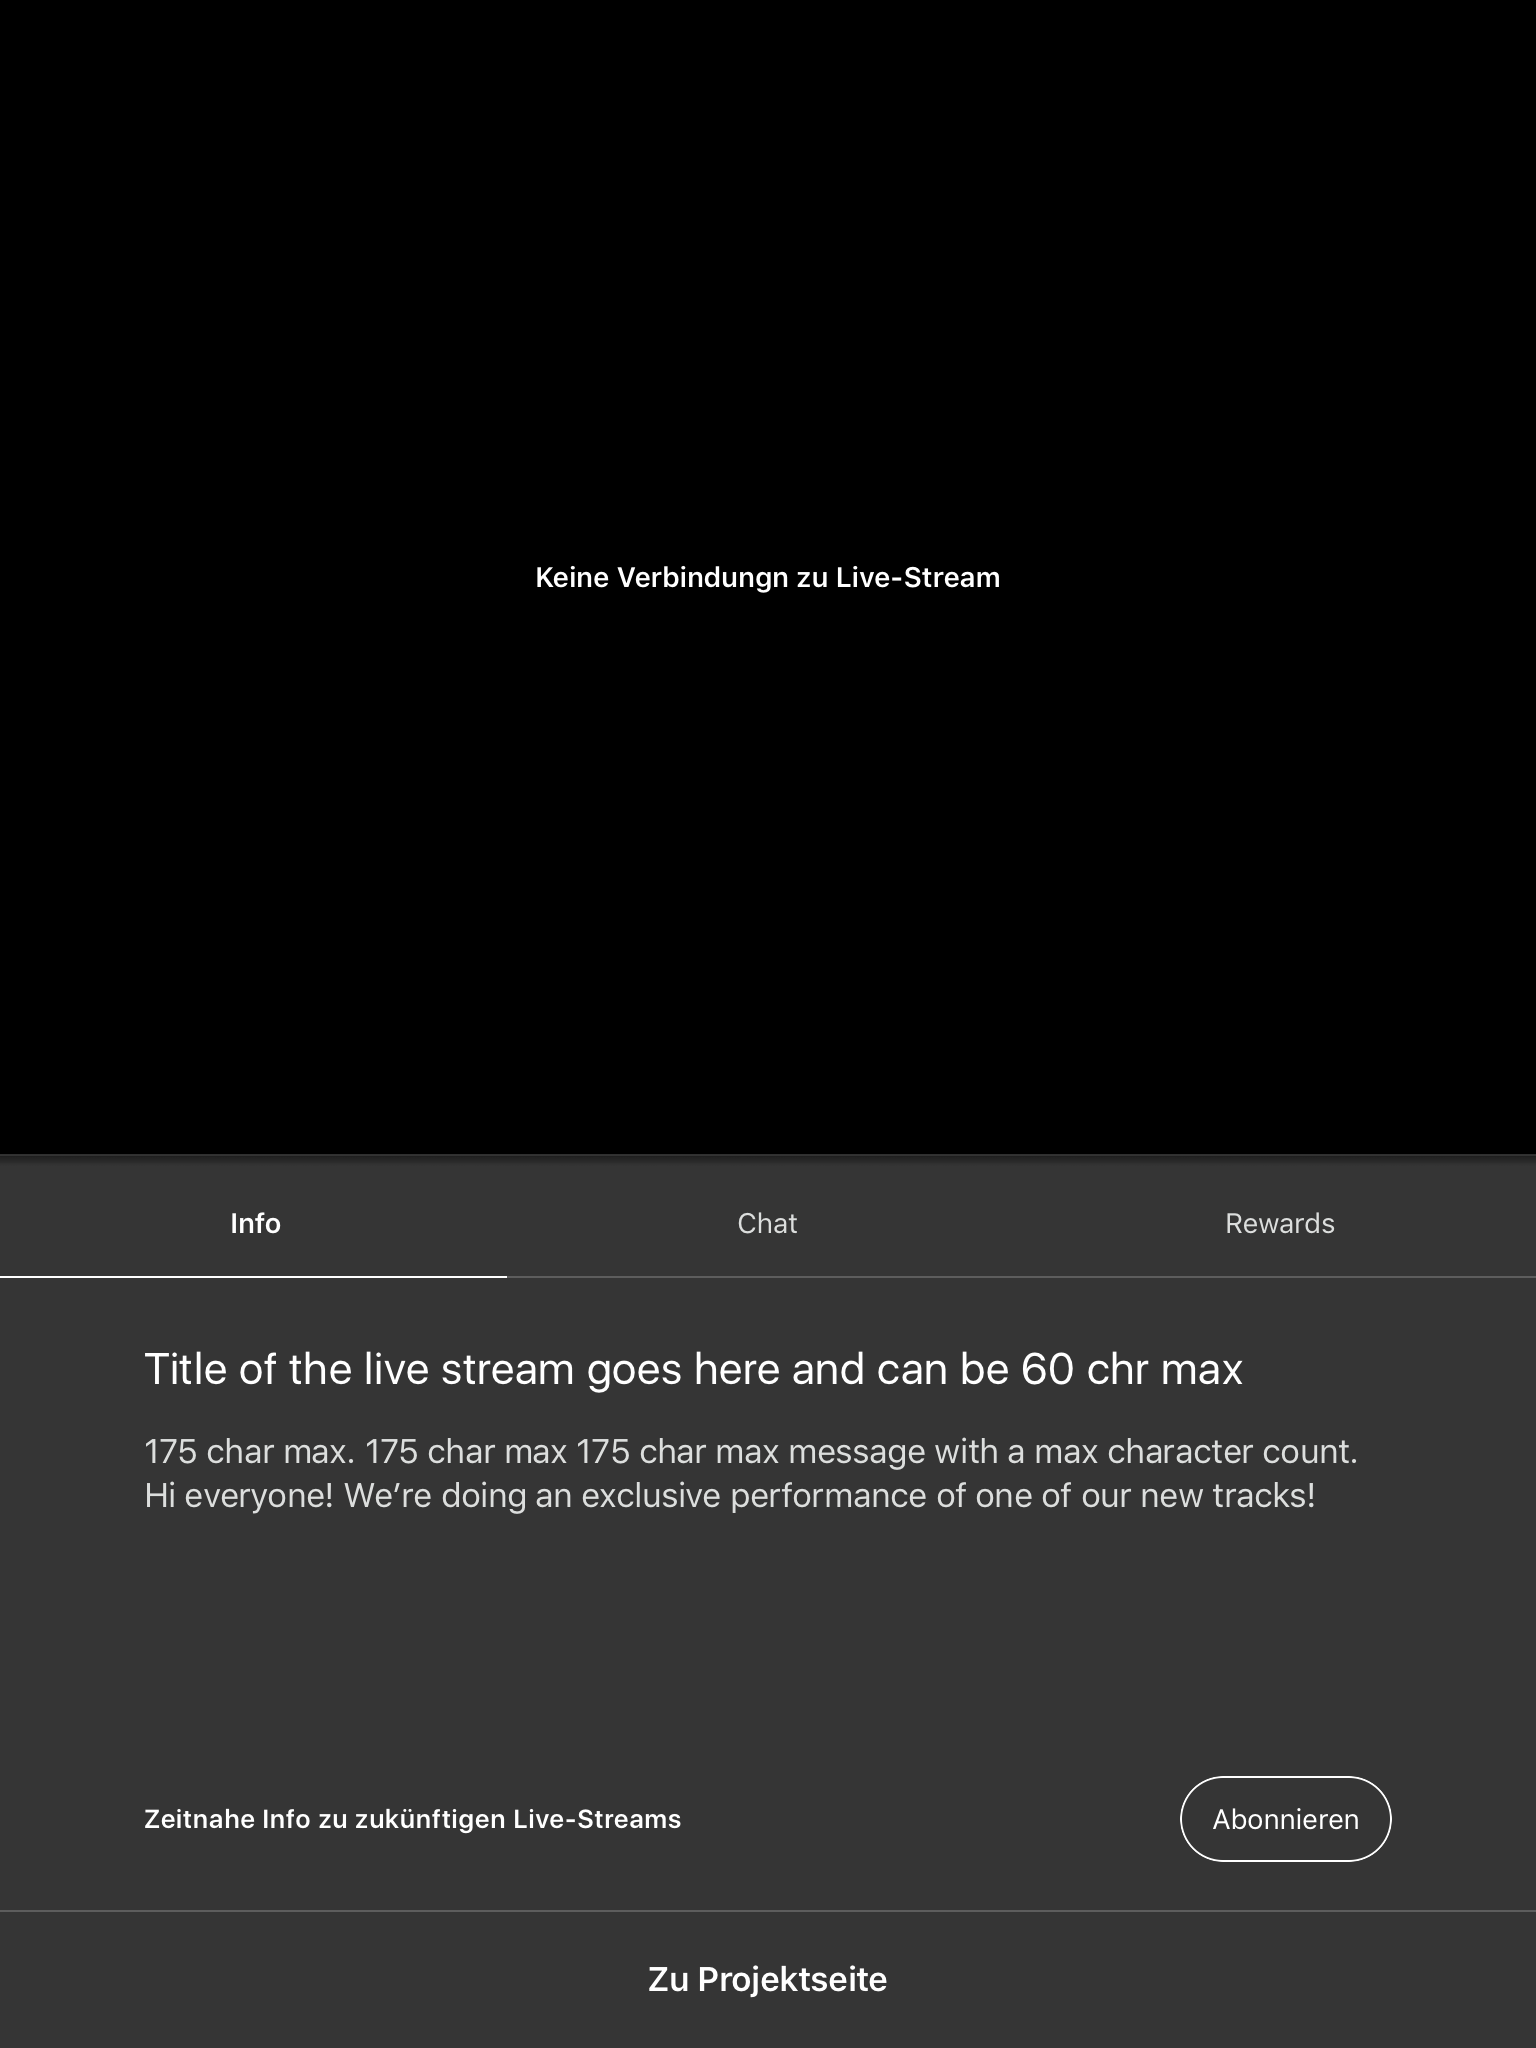 Keine Verbindungn zu Live-Stream
Info
Chat
Rewards
Title of the live stream goes here and can be 60 chr max
175 char max. 175 char max 175 char max message with a max character count.
Hi everyone! We’re doing an exclusive performance of one of our new tracks!
Zeitnahe Info zu zukünftigen Live-Streams
Abonnieren
Zu Projektseite